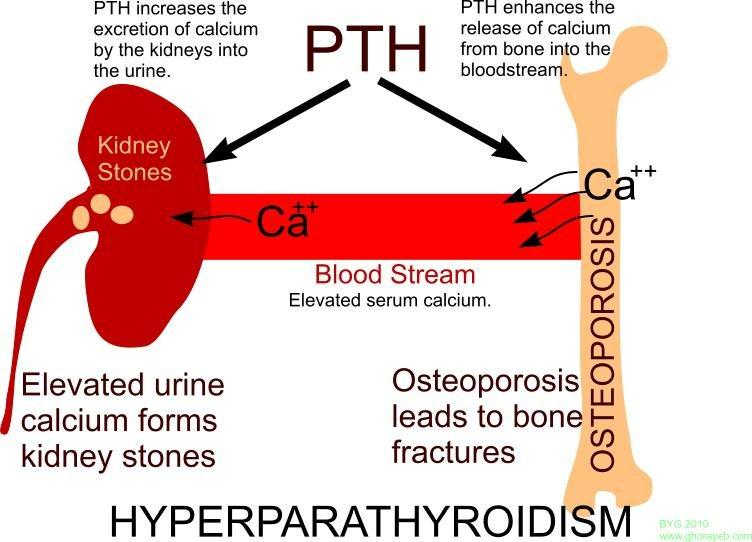 PTH increases the
excretion of calcium
by the kidneys into
the urine.
PTH
PTH enhances the
release of calcium
from bone into the
bloodstream.
Kidney
Stones
Ca++
Ca++
Blood Stream
Elevated serum calcium.
OSTEOPOROSIS
Elevated urine
calcium forms
kidney stones
Osteoporosis
leads to bone
fractures
HYPERPARATHYROIDISM
BYG 2010
www.ghorayeb.com